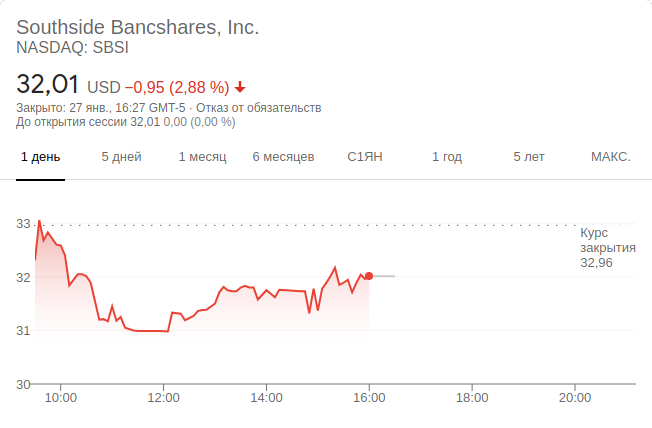 Southside Bancshares, Inc.
NASDAQ: SBSI
32,01 USD −0,95 (2,88 %)
Закрыто: 27 янв., 16:27 GMT-5 · Отказ от обязательств
До открытия сессии 32,01 0,00 (0,00 %)
1 день 5 дней 1 месяц 6 месяцев С1ЯН 1 год 5 лет МАКС.
33
Курс
закрытия
32,96
32
31
30
10:00 12:00 14:00 16:00 18:00 20:00